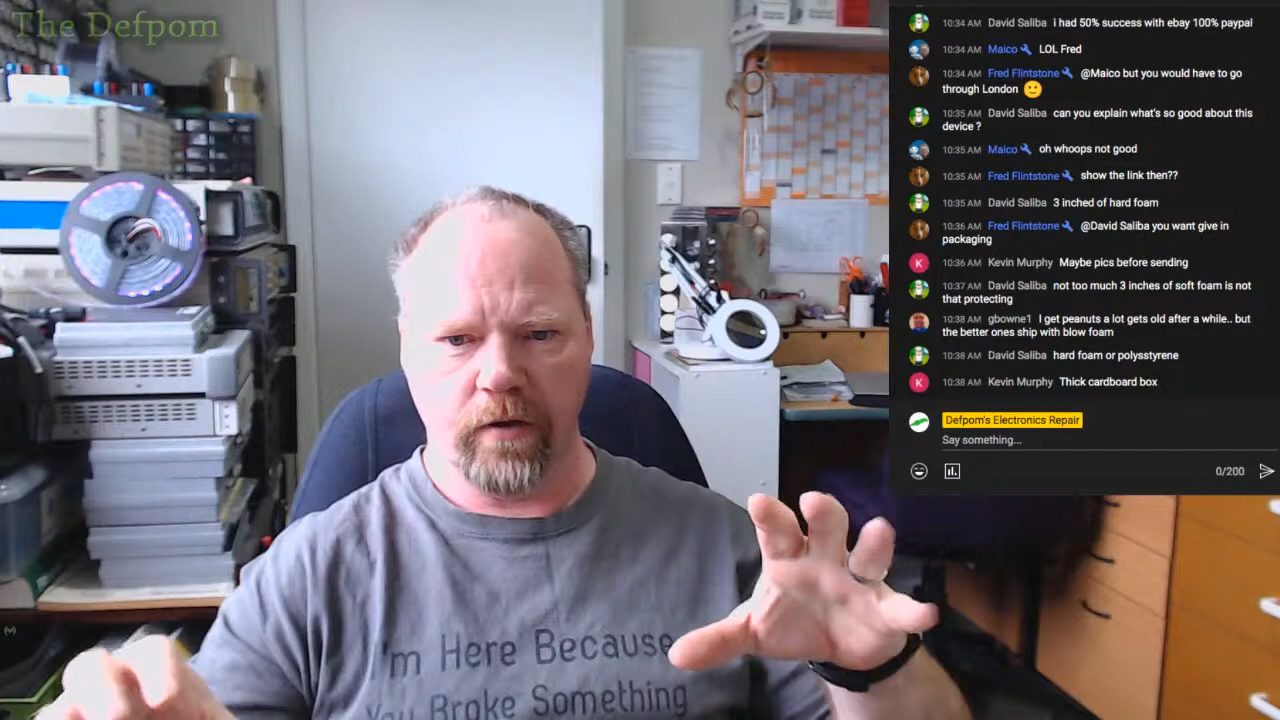 The Defpom
10:34 AM David Saliba i had 50% success with ebay 100% paypal
10:34 AM Maico LOL Fred
10:34 AM Fred Flintstone @Maico but you would have to go
through London
10:35 AM David Saliba can you explain what's so good about this
device ?
10:35 AM Maico oh whoops not good
10:35 AM Fred Flintstone show the link then??
10:35 AM David Saliba 3 inched of hard foam
10:36 AM Fred Flintstone @David Saliba you want give in
packaging
10:36 AM Kevin Murphy Maybe pics before sending
10:37 AM David Saliba not too much 3 inches of soft foam is not
that protecting
10:38 AM gbowne1 I get peanuts a lot gets old after a while.. but
the better ones ship with blow foam
10:38 AM David Saliba hard foam or polysstyrene
10:38 AM Kevin Murphy Thick cardboard box
Defpom's Electronics Repair
Say something...
0/200
K
K
I'm Here Because
You Broke Something